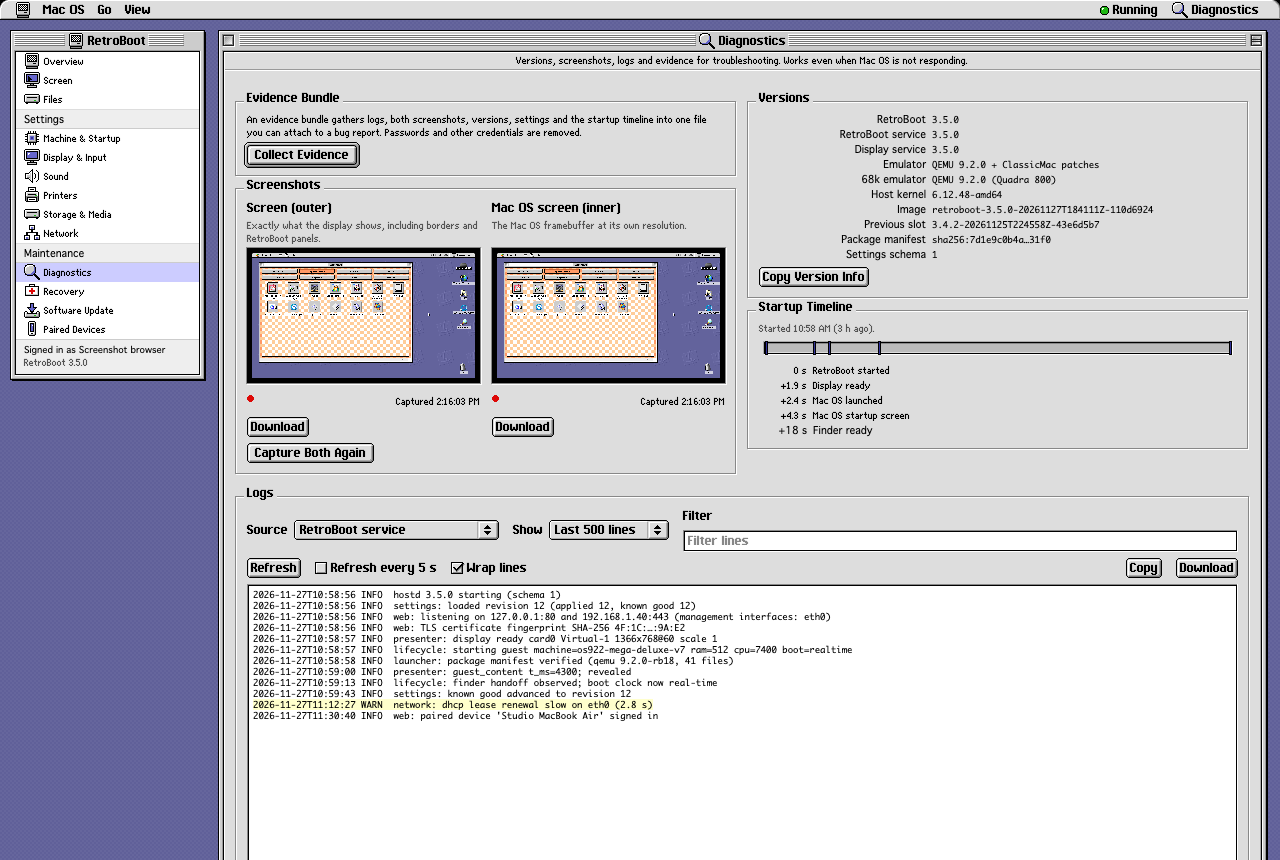 Mac OS Go View
Running Diagnostics
RetroBoot
Overview
Screen
Files
Settings
Machine & Startup
Display & Input
Sound
Printers
Storage & Media
Network
Maintenance
Diagnostics
Recovery
Software Update
Paired Devices
Signed in as Screenshot browser
RetroBoot 3.5.0
Diagnostics
Versions, screenshots, logs and evidence for troubleshooting. Works even when Mac OS is not responding.
Evidence Bundle
An evidence bundle gathers logs, both screenshots, versions, settings and the startup timeline into one file
you can attach to a bug report. Passwords and other credentials are removed.
Collect Evidence
Screenshots
Screen (outer)
Exactly what the display shows, including borders and
RetroBoot panels.
Captured 2:16:03 PM
Download
Capture Both Again
Mac OS screen (inner)
The Mac OS framebuffer at its own resolution.
Captured 2:16:03 PM
Download
Versions
RetroBoot 3.5.0
RetroBoot service 3.5.0
Display service 3.5.0
Emulator QEMU 9.2.0 + ClassicMac patches
68k emulator QEMU 9.2.0 (Quadra 800)
Host kernel 6.12.48-amd64
Image retroboot-3.5.0-20261127T184111Z-110d6924
Previous slot 3.4.2-20261125T224558Z-43e6d5b7
Package manifest sha256:7d1e9c0b4a…31f0
Settings schema 1
Copy Version Info
Startup Timeline
Started 10:58 AM (3 h ago).
0 s RetroBoot started
+1.9 s Display ready
+2.4 s Mac OS launched
+4.3 s Mac OS startup screen
+18 s Finder ready
Logs
Source RetroBoot service Show Last 500 lines
Filter
Filter lines
Refresh Refresh every 5 s Wrap lines Copy Download
2026-11-27T10:58:56 INFO hostd 3.5.0 starting (schema 1)
2026-11-27T10:58:56 INFO settings: loaded revision 12 (applied 12, known good 12)
2026-11-27T10:58:56 INFO web: listening on 127.0.0.1:80 and 192.168.1.40:443 (management interfaces: eth0)
2026-11-27T10:58:56 INFO web: TLS certificate fingerprint SHA-256 4F:1C:…:9A:E2
2026-11-27T10:58:57 INFO presenter: display ready card0 Virtual-1 1366x768@60 scale 1
2026-11-27T10:58:57 INFO lifecycle: starting guest machine=os922-mega-deluxe-v7 ram=512 cpu=7400 boot=realtime
2026-11-27T10:58:58 INFO launcher: package manifest verified (qemu 9.2.0-rb18, 41 files)
2026-11-27T10:59:00 INFO presenter: guest_content t_ms=4300; revealed
2026-11-27T10:59:13 INFO lifecycle: finder handoff observed; boot clock now real-time
2026-11-27T10:59:43 INFO settings: known good advanced to revision 12
2026-11-27T11:12:27 WARN network: dhcp lease renewal slow on eth0 (2.8 s)
2026-11-27T11:30:40 INFO web: paired device 'Studio MacBook Air' signed in